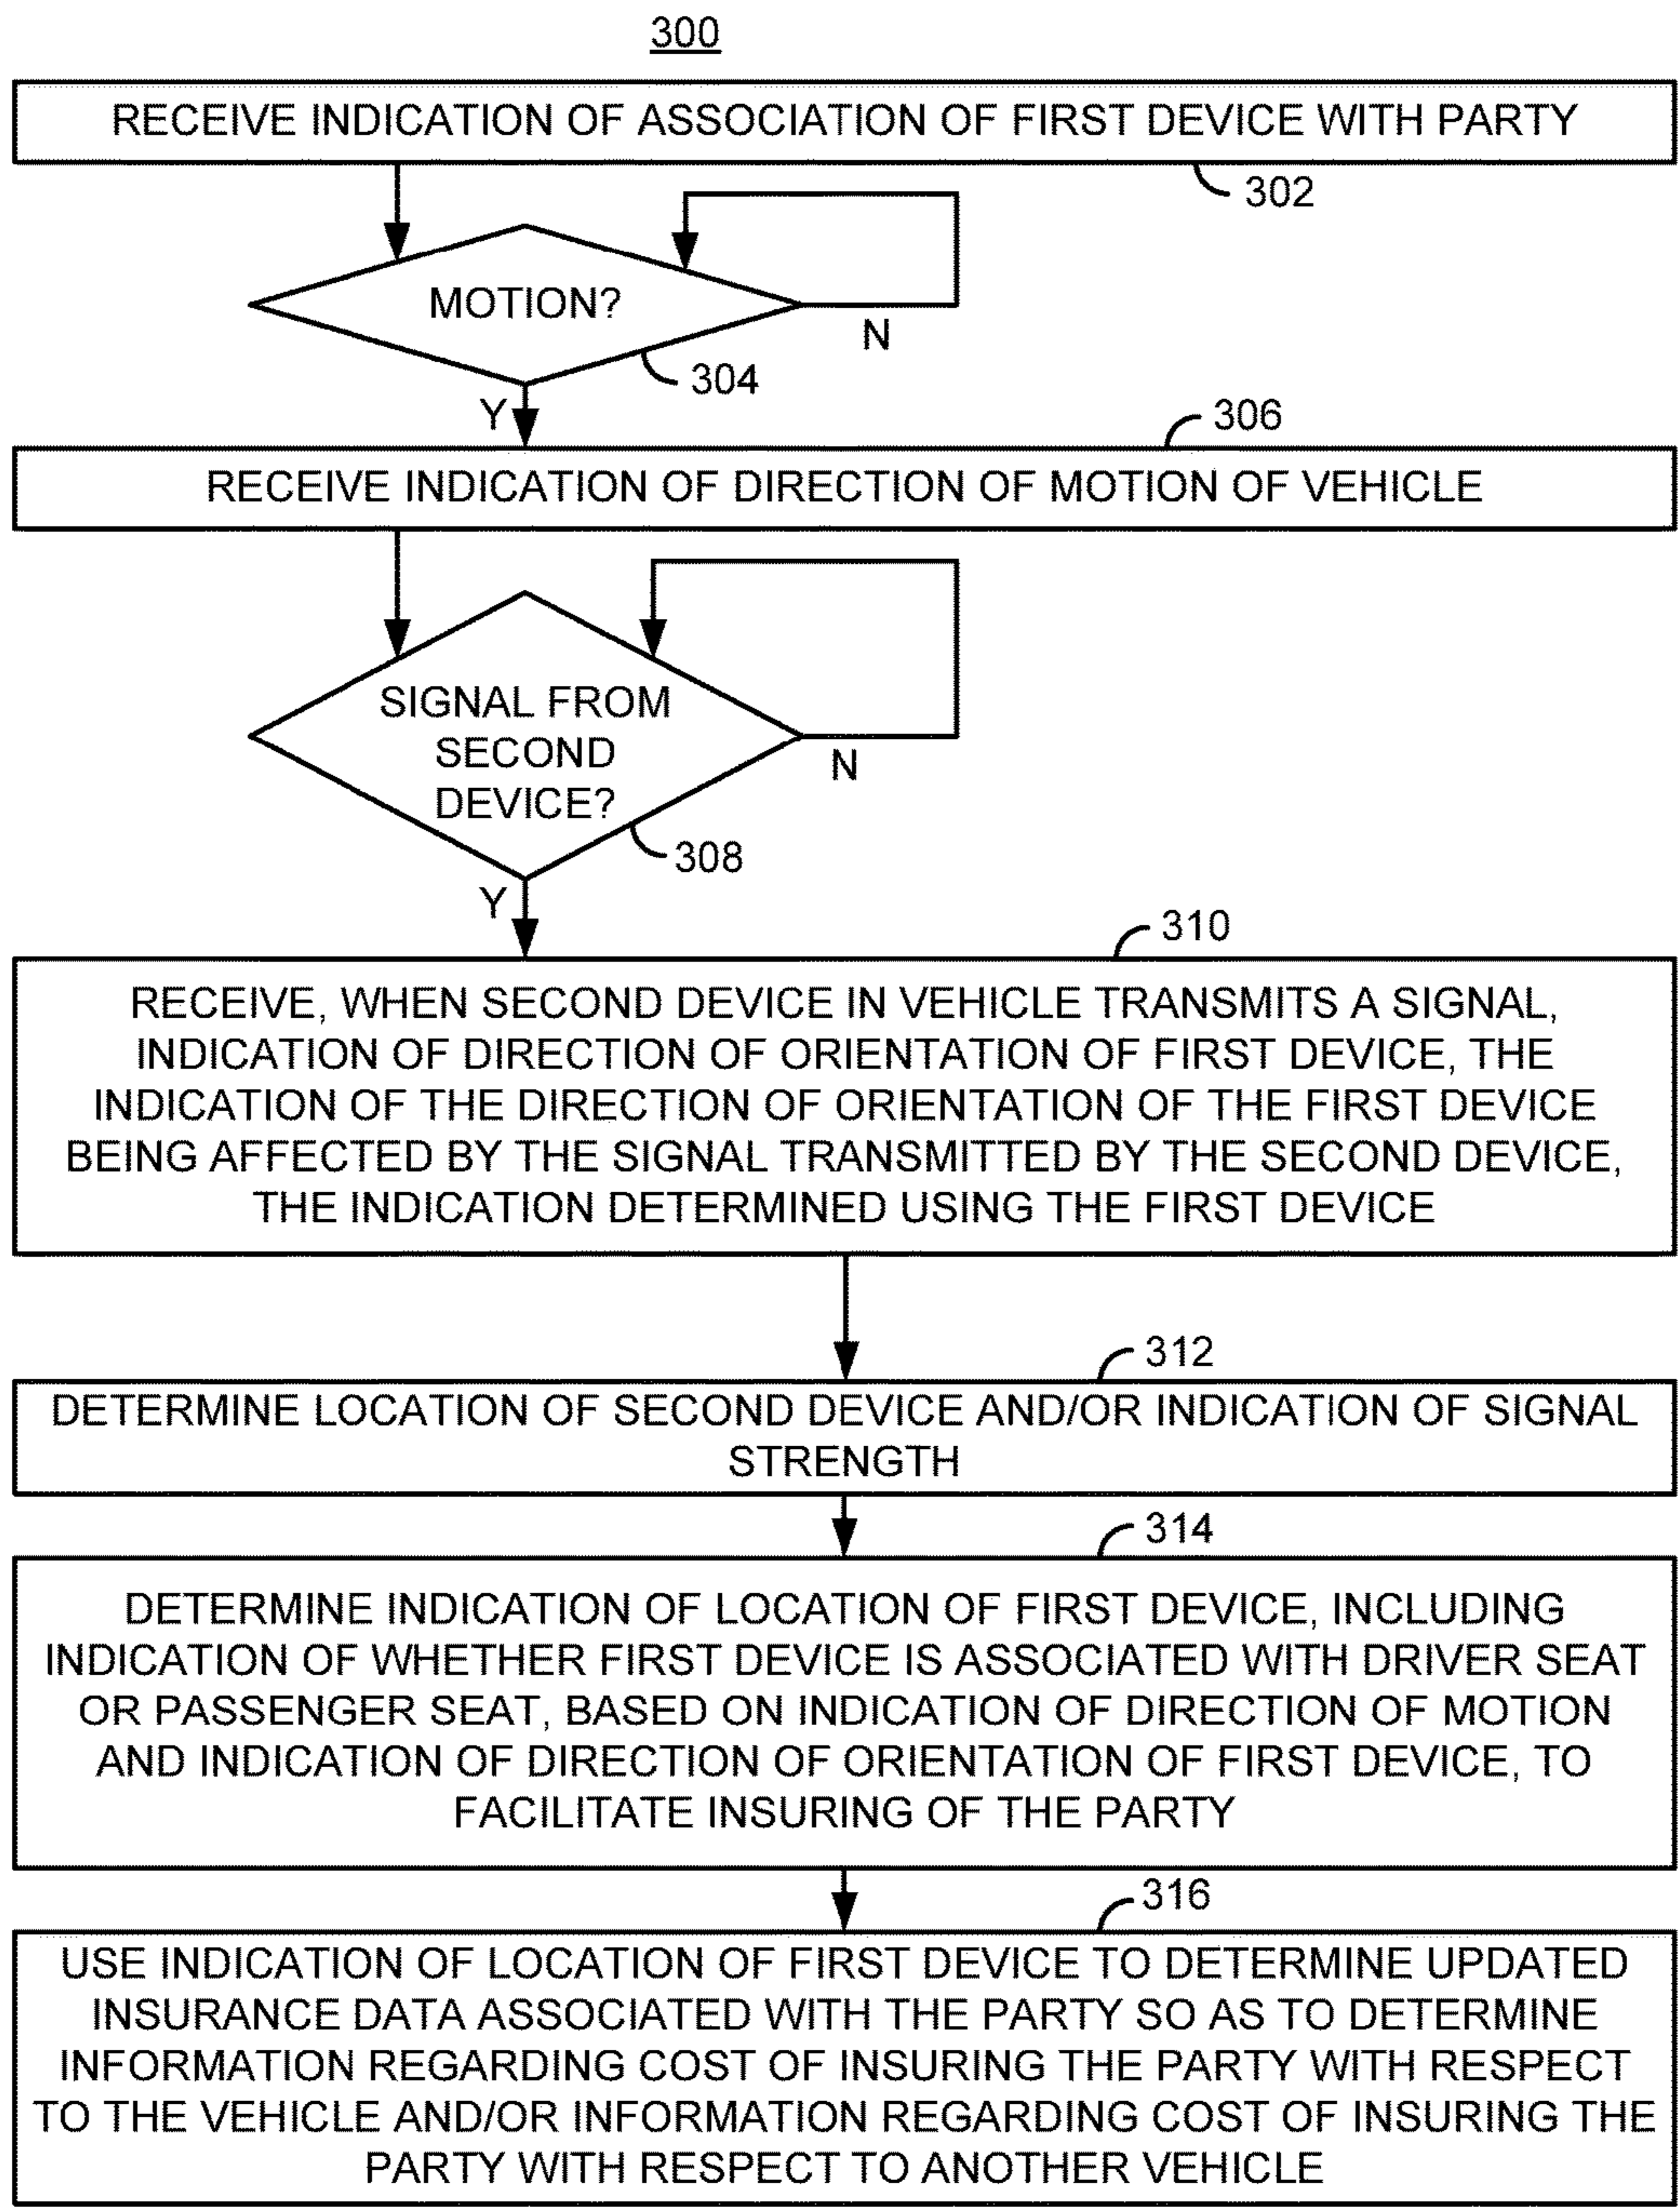 300
RECEIVE INDICATION OF ASSOCIATION OF FIRST DEVICE WITH PARTY
302
MOTION?
N
304
Y
306
RECEIVE INDICATION OF DIRECTION OF MOTION OF VEHICLE
SIGNAL FROM
SECOND
DEVICE?
N
308
Y
310
RECEIVE, WHEN SECOND DEVICE IN VEHICLE TRANSMITS A SIGNAL,
INDICATION OF DIRECTION OF ORIENTATION OF FIRST DEVICE, THE
INDICATION OF THE DIRECTION OF ORIENTATION OF THE FIRST DEVICE
BEING AFFECTED BY THE SIGNAL TRANSMITTED BY THE SECOND DEVICE,
THE INDICATION DETERMINED USING THE FIRST DEVICE
312
DETERMINE LOCATION OF SECOND DEVICE AND/OR INDICATION OF SIGNAL
STRENGTH
314
DETERMINE INDICATION OF LOCATION OF FIRST DEVICE, INCLUDING
INDICATION OF WHETHER FIRST DEVICE IS ASSOCIATED WITH DRIVER SEAT
OR PASSENGER SEAT, BASED ON INDICATION OF DIRECTION OF MOTION
AND INDICATION OF DIRECTION OF ORIENTATION OF FIRST DEVICE, TO
FACILITATE INSURING OF THE PARTY
316
USE INDICATION OF LOCATION OF FIRST DEVICE TO DETERMINE UPDATED
INSURANCE DATA ASSOCIATED WITH THE PARTY SO AS TO DETERMINE
INFORMATION REGARDING COST OF INSURING THE PARTY WITH RESPECT
TO THE VEHICLE AND/OR INFORMATION REGARDING COST OF INSURING THE
PARTY WITH RESPECT TO ANOTHER VEHICLE